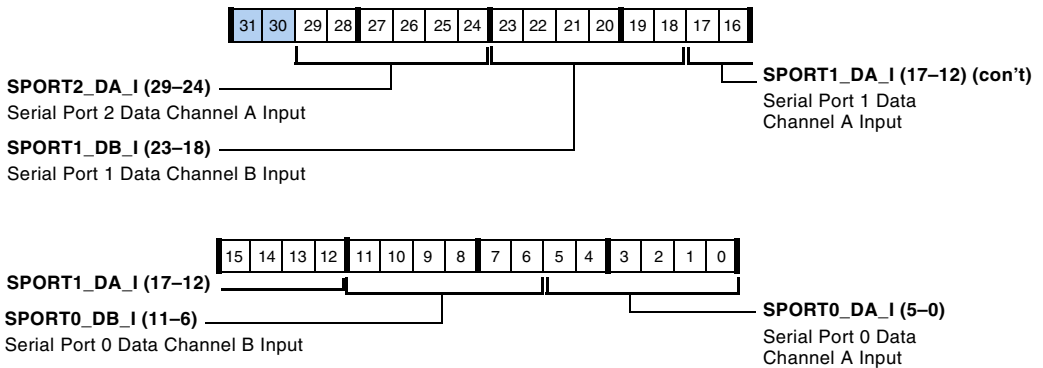 31 30 29 28 27 26 25 24 23 22 21 20 19 18 17 16
SPORT2_DA_I (29–24)
Serial Port 2 Data Channel A Input
SPORT1_DB_I (23–18)
Serial Port 1 Data Channel B Input
SPORT1_DA_I (17–12) (con't)
Serial Port 1 Data
Channel A Input
15 14 13 12 11 10 9 8 7 6 5 4 3 2 1 0
SPORT1_DA_I (17–12)
SPORT0_DB_I (11–6)
Serial Port 0 Data Channel B Input
SPORT0_DA_I (5–0)
Serial Port 0 Data
Channel A Input